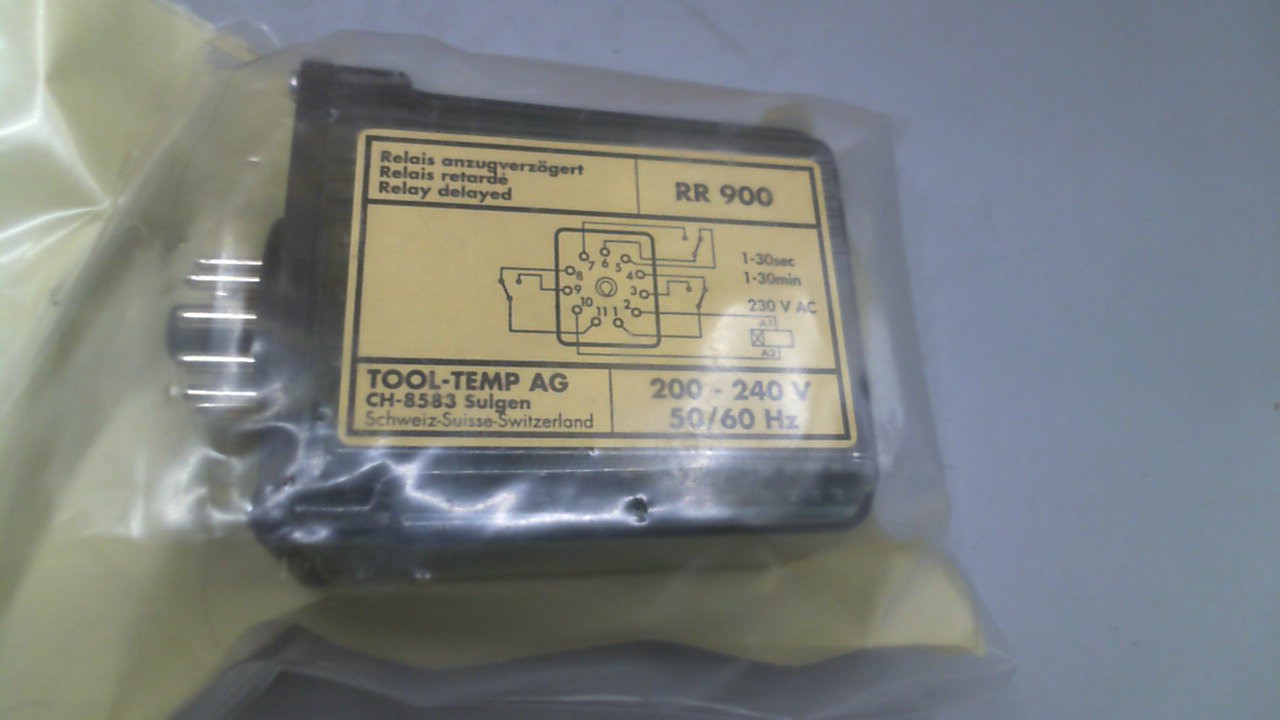 Relais anzugverzögert
Relais retardé
Relay delayed
RR 900
7 6 5
8 4
9 3
10 2
11 1
1-30sec
1-30min
230 V AC
A1
A2
TOOL-TEMP AG
CH-8583 Sulgen
Schweiz-Suisse-Switzerland
200 - 240 V
50/60 Hz